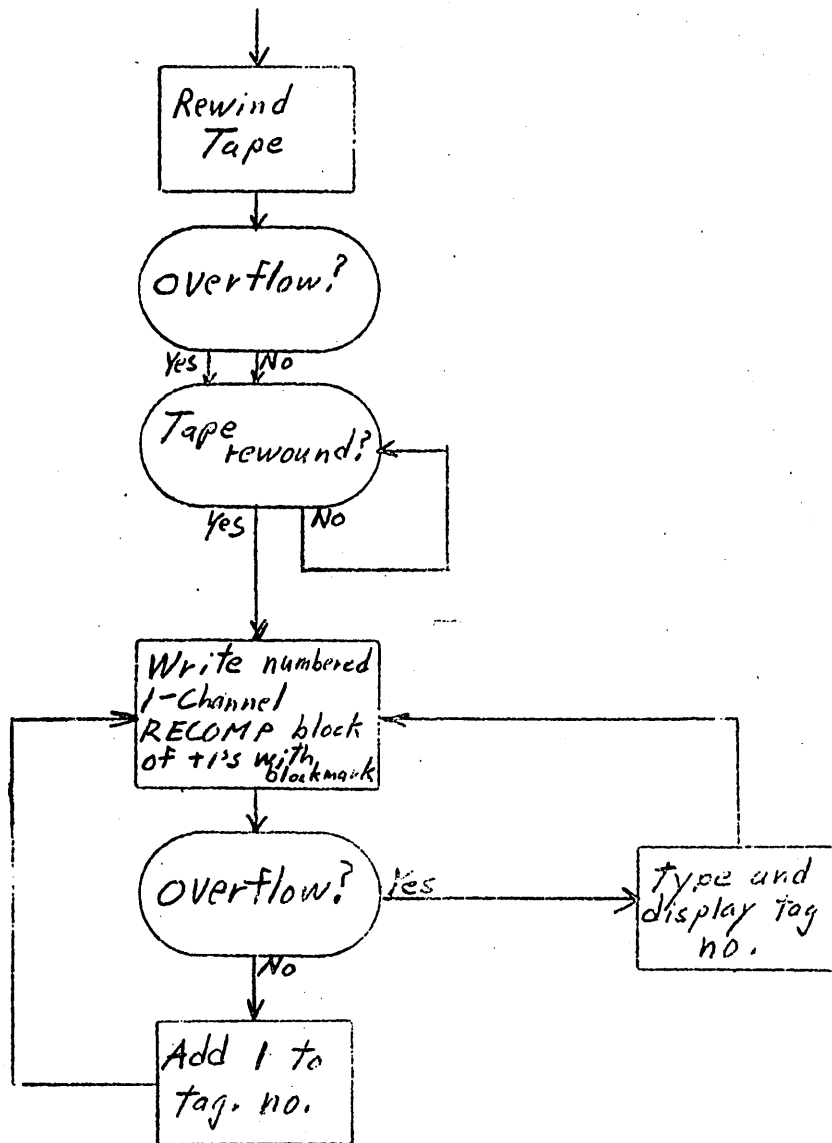 Rewind
Tape
overflow?
Yes No
Tape
rewound?
Yes No
Write numbered
1-Channel
RECOMP block
of +1's with
blockmark
overflow?
Yes
No
Type and
display tag
no.
Add 1 to
tag. no.